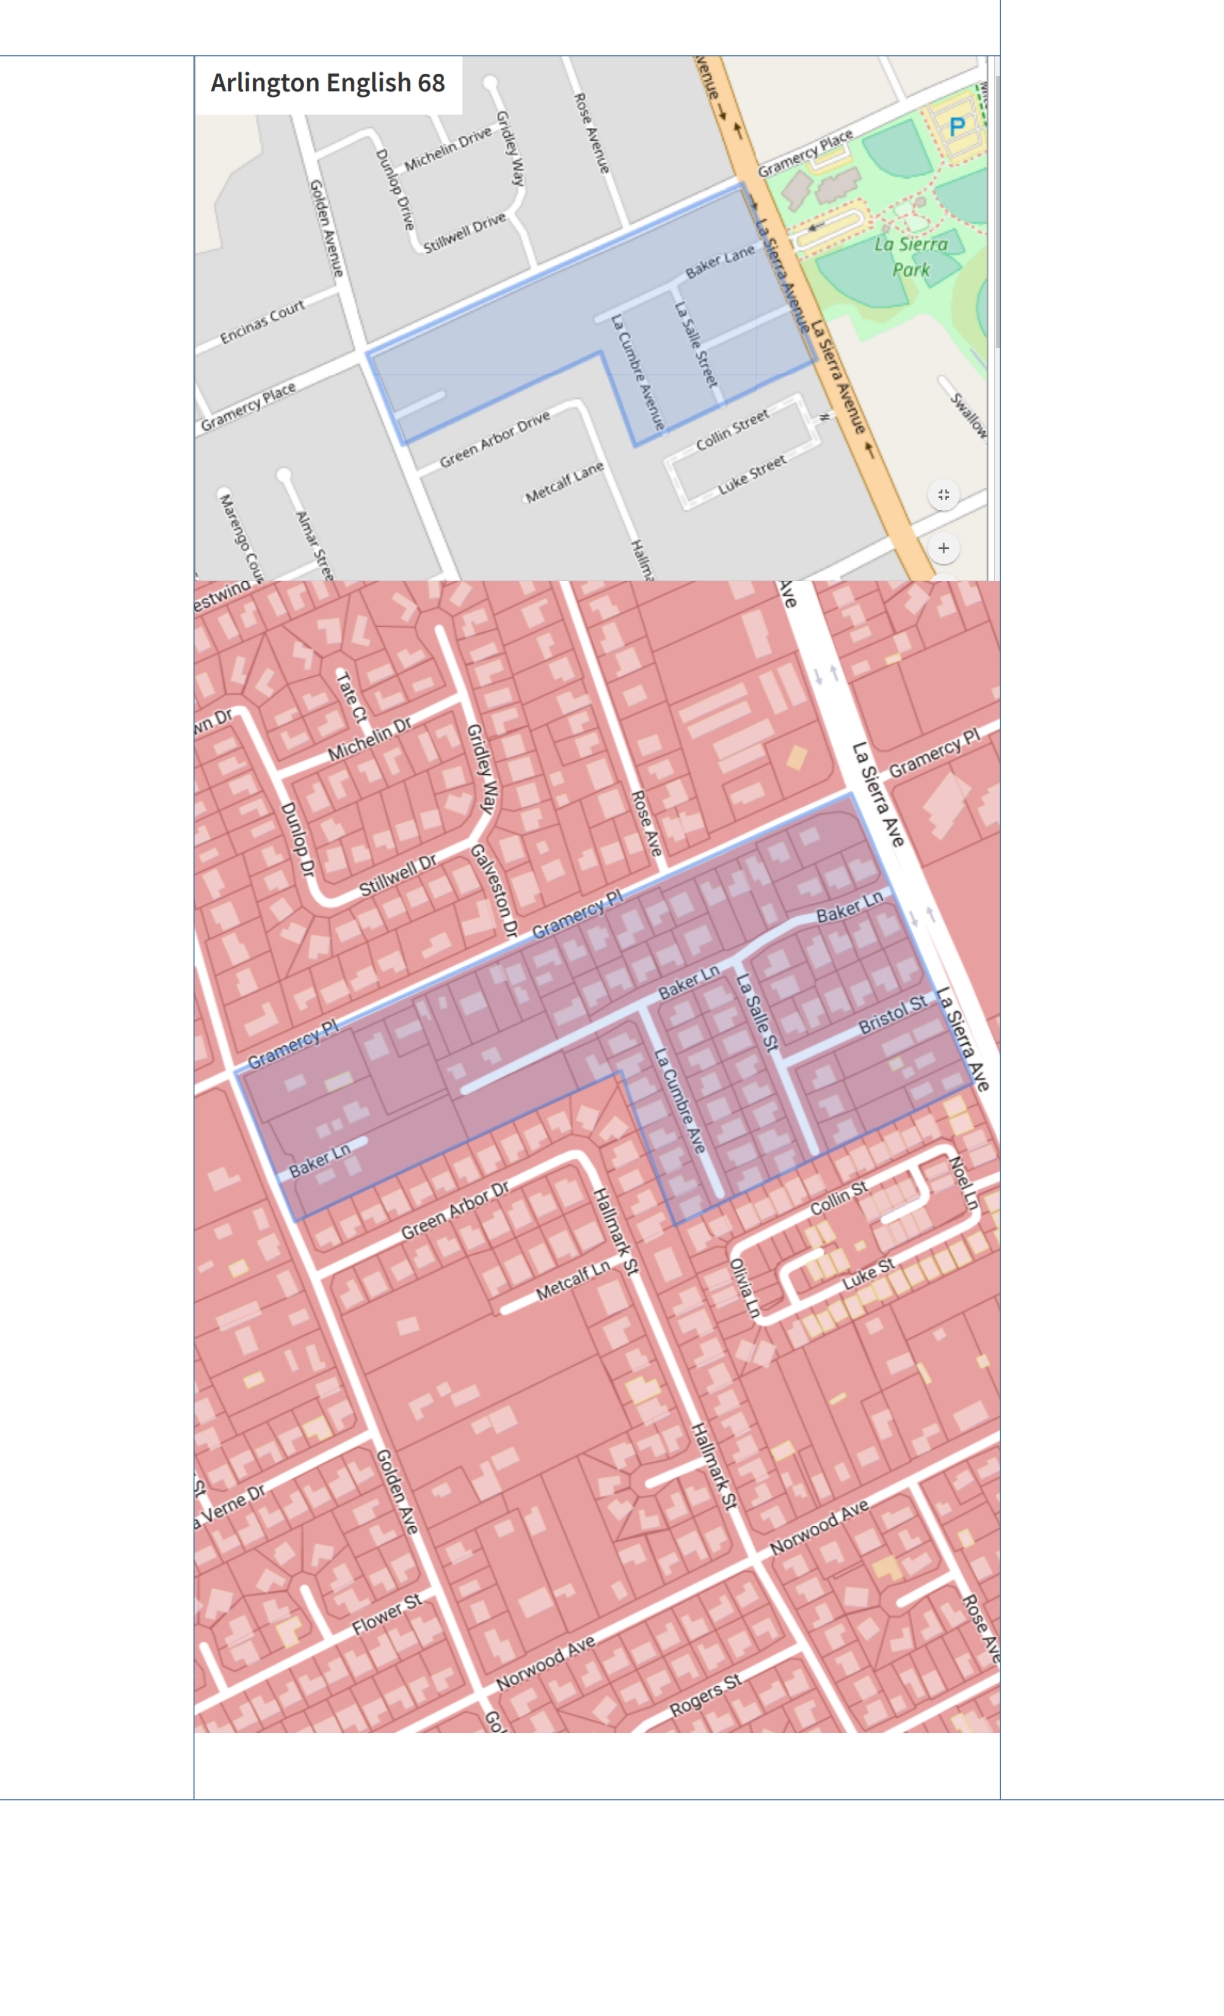 Arlington English 68
Rose Avenue
Gridley Way
Michelin Drive
Dunlop Drive
Stillwell Drive
Golden Avenue
Gramercy Place
P
La Sierra Park
La Sierra Avenue
Baker Lane
La Salle Street
La Cumbre Avenue
Encinas Court
Gramercy Place
La Sierra Avenue
Green Arbor Drive
Collin Street
Metcalf Lane
Luke Street
Swallow
Almar Stree
Hallma
+
estwind
Ave
Tate Ct
wn Dr
Michelin Dr
Gridley Way
Gramercy Pl
La Sierra Ave
Dunlop Dr
Rose Ave
Stillwell Dr
Galveston Dr
Gramercy Pl
Baker Ln
Baker Ln
La Salle St
Bristol St
La Sierra Ave
Gramercy Pl
La Cumbre Ave
Baker Ln
Noel Ln
Collin St
Green Arbor Dr
Hallmark St
Metcalf Ln
Olivia Ln
Luke St
Golden Ave
Hallmark St
St
a Verne Dr
Norwood Ave
Flower St
Rose Ave
Norwood Ave
Rogers St
Gol